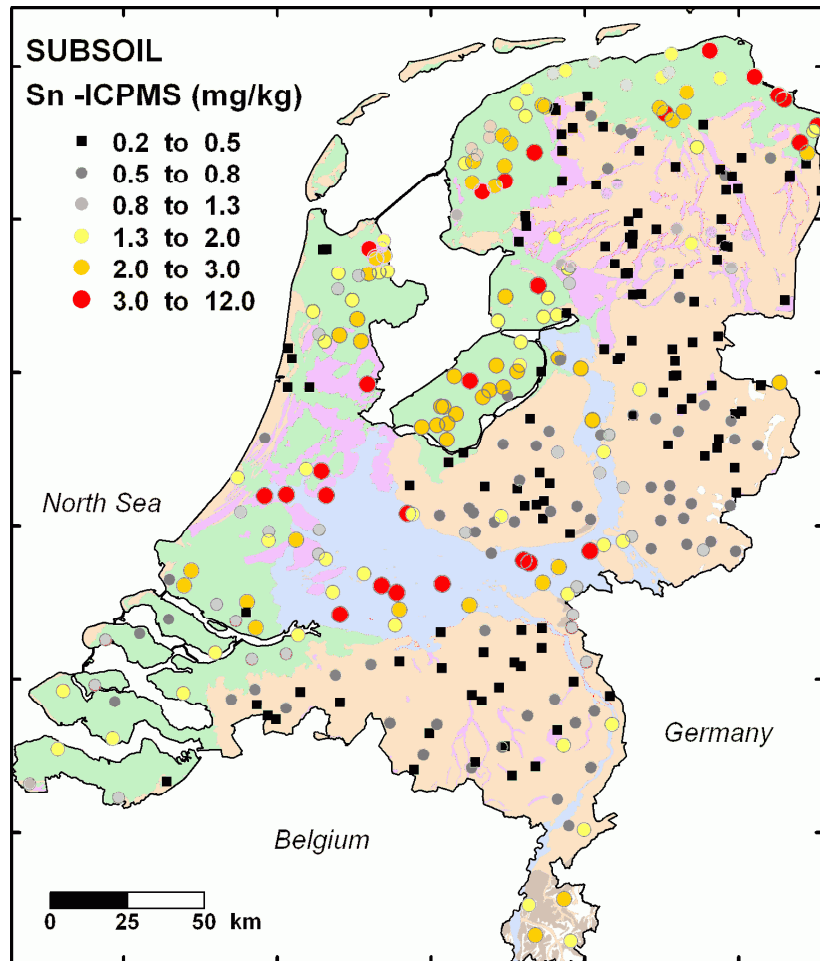 SUBSOIL
Sn -ICPMS (mg/kg)
0.2 to 0.5
0.5 to 0.8
0.8 to 1.3
1.3 to 2.0
2.0 to 3.0
3.0 to 12.0
North Sea
Germany
Belgium
0 25 50 km